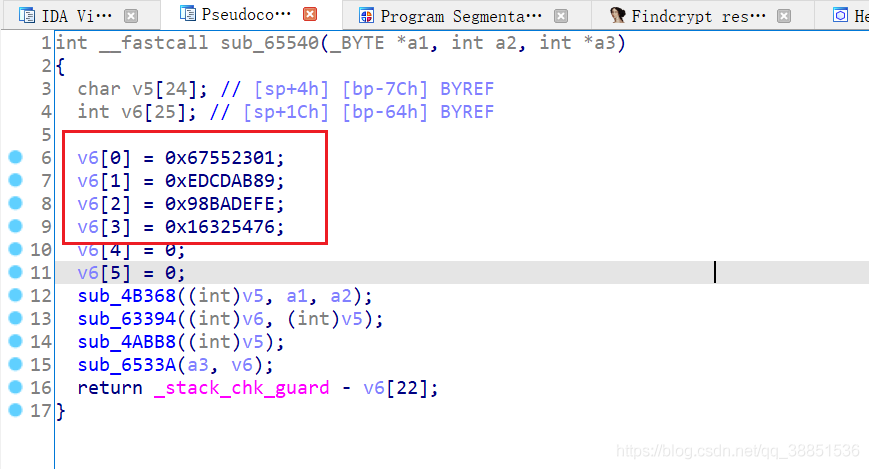 IDA Vi··· Pseudoco··· Program Segmenta··· Findcrypt res··· He
1 int __fastcall sub_65540(_BYTE *a1, int a2, int *a3)
2 {
3 char v5[24]; // [sp+4h] [bp-7Ch] BYREF
4 int v6[25]; // [sp+1Ch] [bp-64h] BYREF
5
6 v6[0] = 0x67552301;
7 v6[1] = 0xEDCDAB89;
8 v6[2] = 0x98BADEFE;
9 v6[3] = 0x16325476;
10 v6[4] = 0;
11 v6[5] = 0;
12 sub_4B368((int)v5, a1, a2);
13 sub_63394((int)v6, (int)v5);
14 sub_4ABB8((int)v5);
15 sub_6533A(a3, v6);
16 return _stack_chk_guard - v6[22];
17 }
https://blog.csdn.net/qq_38851536